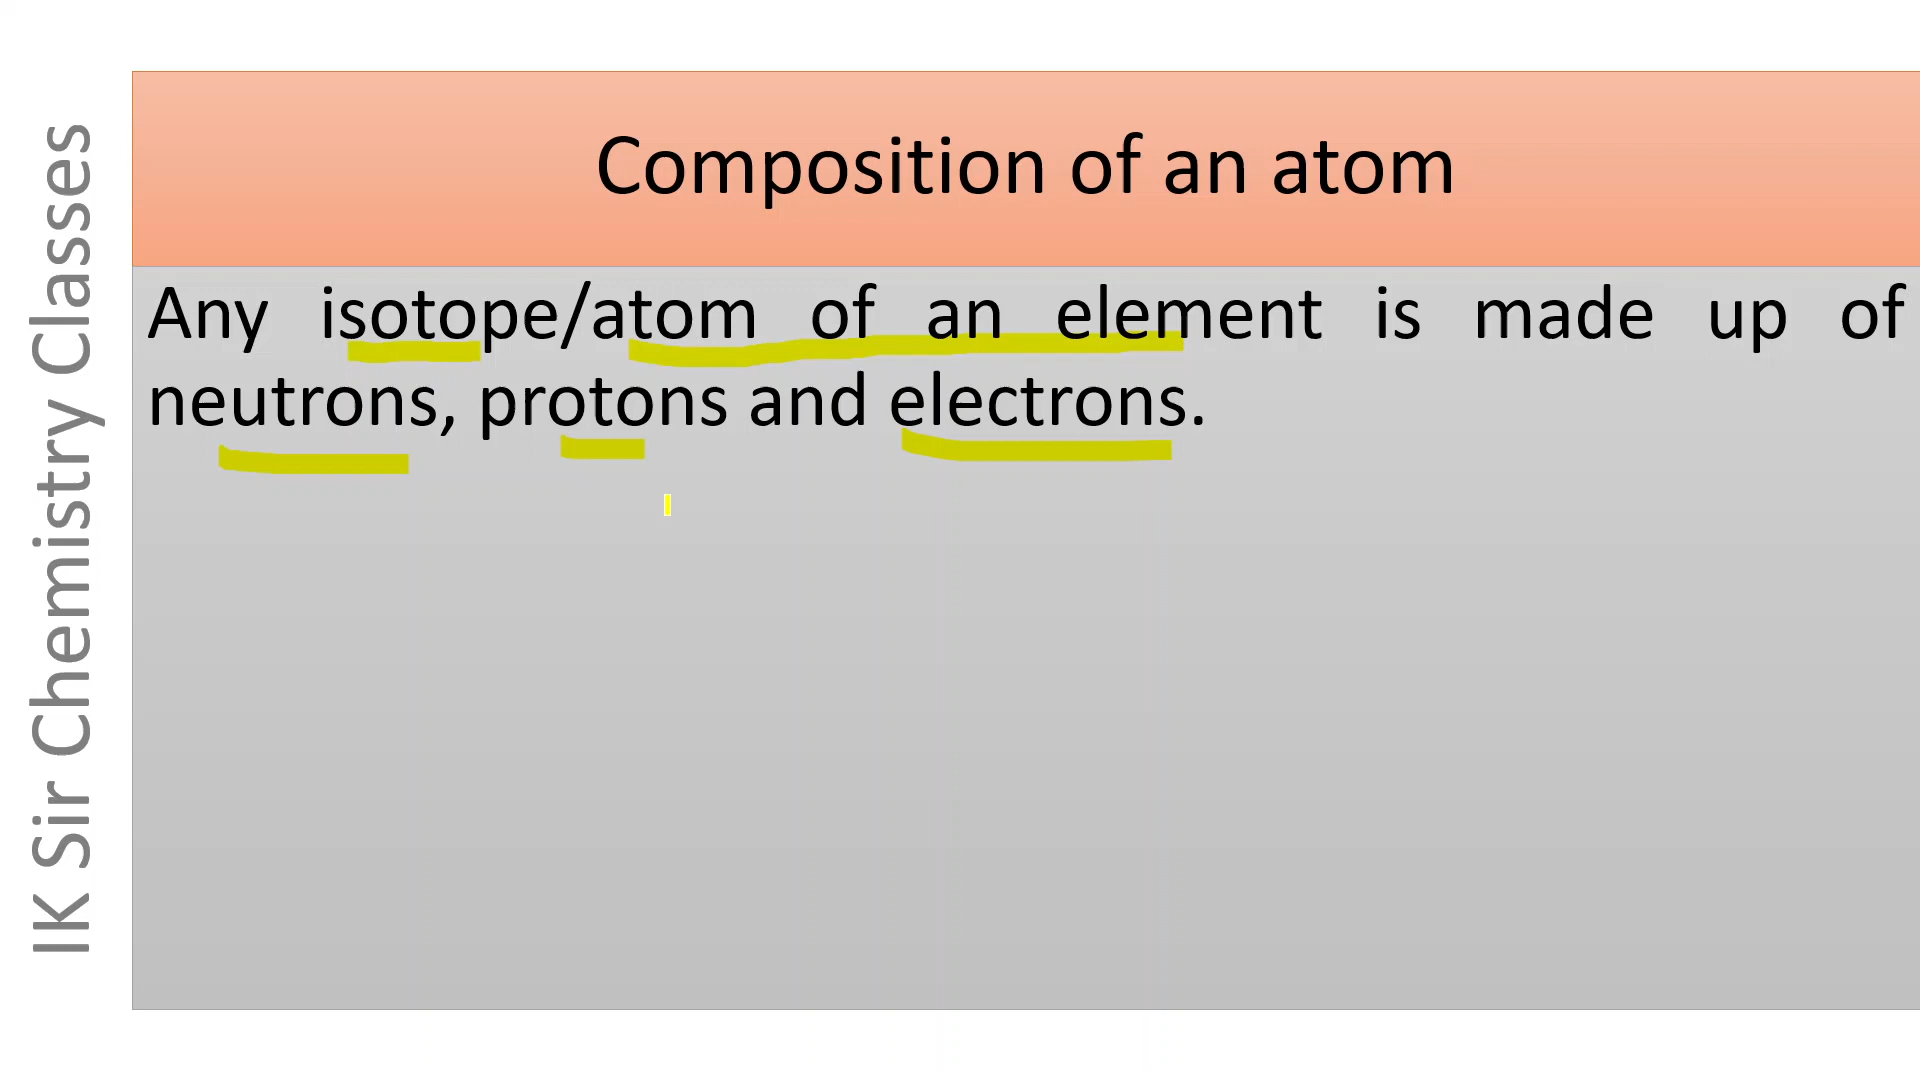 IK Sir Chemistry Classes
Composition of an atom
Any isotope/atom of an element is made up of
neutrons, protons and electrons.